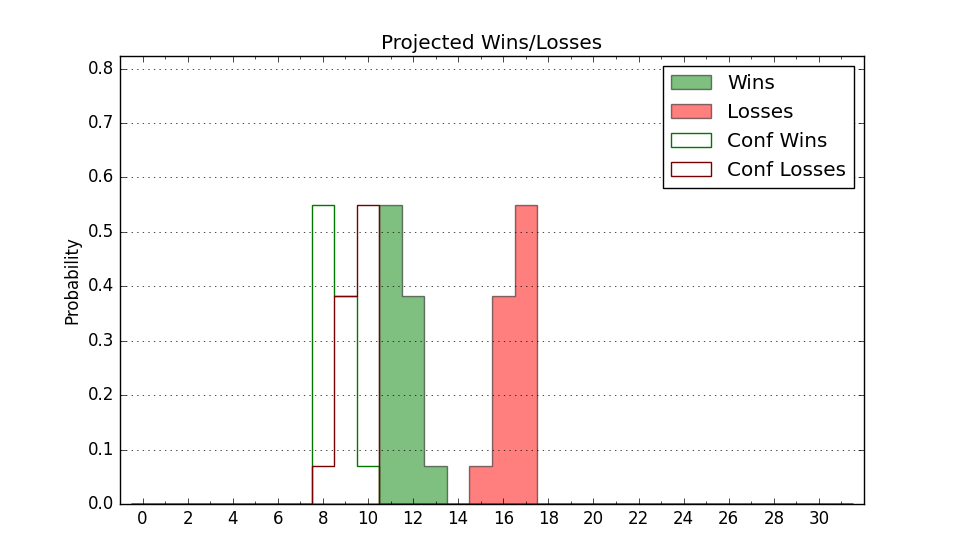 Projected Wins/Losses
Wins
Losses
Conf Wins
Conf Losses
Probability
0.8
0.7
0.6
0.5
0.4
0.3
0.2
0.1
0.0
0 2 4 6 8 10 12 14 16 18 20 22 24 26 28 30